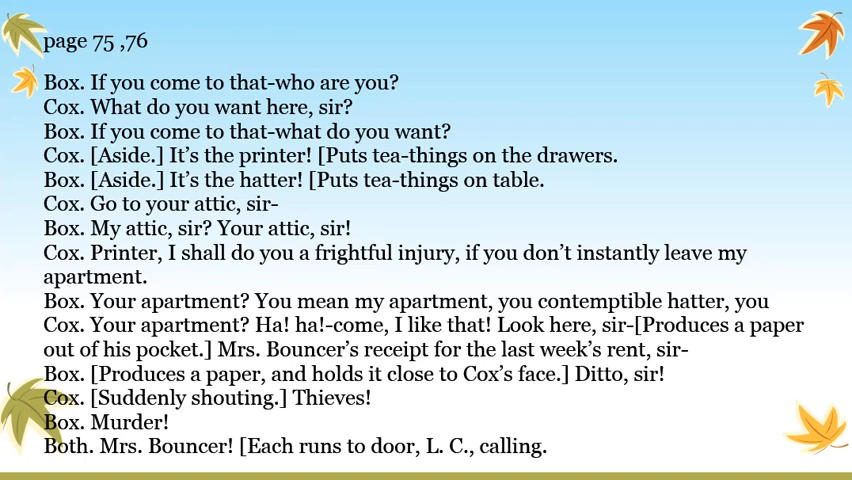 page 75 ,76
Box. If you come to that-who are you?
Cox. What do you want here, sir?
Box. If you come to that-what do you want?
Cox. [Aside.] It’s the printer! [Puts tea-things on the drawers.
Box. [Aside.] It’s the hatter! [Puts tea-things on table.
Cox. Go to your attic, sir-
Box. My attic, sir? Your attic, sir!
Cox. Printer, I shall do you a frightful injury, if you don’t instantly leave my
apartment.
Box. Your apartment? You mean my apartment, you contemptible hatter, you
Cox. Your apartment? Ha! ha!-come, I like that! Look here, sir-[Produces a paper
out of his pocket.] Mrs. Bouncer’s receipt for the last week’s rent, sir-
Box. [Produces a paper, and holds it close to Cox’s face.] Ditto, sir!
Cox. [Suddenly shouting.] Thieves!
Box. Murder!
Both. Mrs. Bouncer! [Each runs to door, L. C., calling.